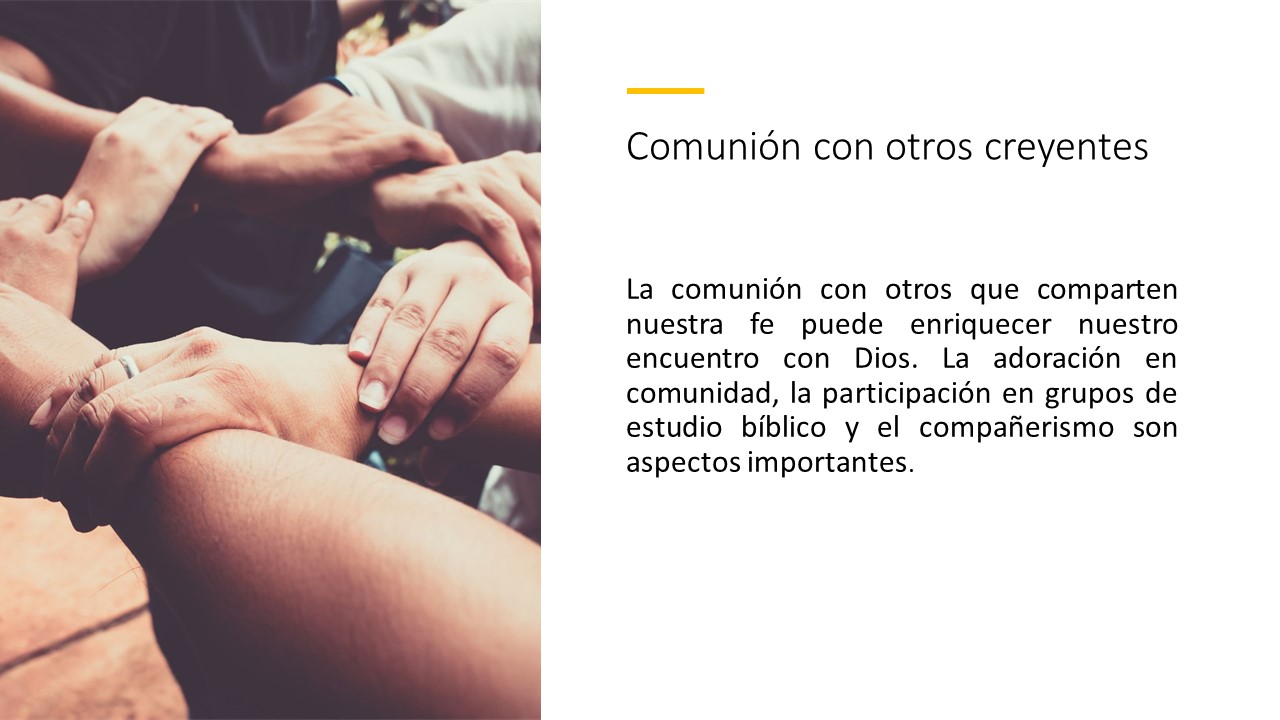 Comunión con otros creyentes
La comunión con otros que comparten
nuestra fe puede enriquecer nuestro
encuentro con Dios. La adoración en
comunidad, la participación en grupos de
estudio bíblico y el compañerismo son
aspectos importantes.